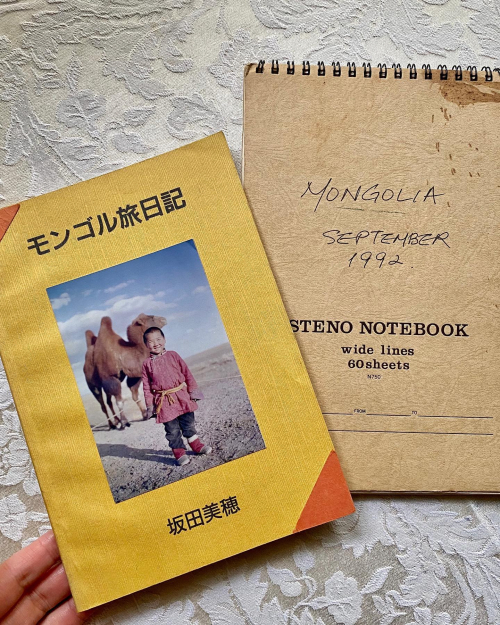 モンゴル旅日記
坂田美穂
MONGOLIA
SEPTEMBER
1992.
STENO NOTEBOOK
wide lines
60sheets
N750
FROM TO